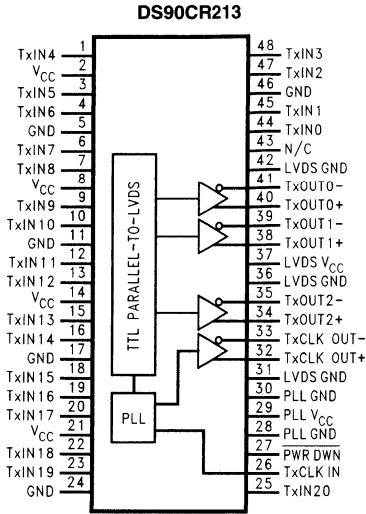 DS90CR213
TxIN4 1
VCC 2
TxIN5 3
TxIN6 4
GND 5
TxIN7 6
TxIN8 7
VCC 8
TxIN9 9
TxIN10 10
GND 11
TxIN11 12
TxIN12 13
VCC 14
TxIN13 15
TxIN14 16
GND 17
TxIN15 18
TxIN16 19
TxIN17 20
VCC 21
TxIN18 22
TxIN19 23
GND 24
TTL PARALLEL-TO-LVDS
PLL
48 TxIN3
47 TxIN2
46 GND
45 TxIN1
44 TxIN0
43 N/C
42 LVDS GND
41 TxOUT0-
40 TxOUT0+
39 TxOUT1-
38 TxOUT1+
37 LVDS VCC
36 LVDS GND
35 TxOUT2-
34 TxOUT2+
33 TxCLK OUT-
32 TxCLK OUT+
31 LVDS GND
30 PLL GND
29 PLL VCC
28 PLL GND
27 PWR DWN
26 TxCLK IN
25 TxIN20